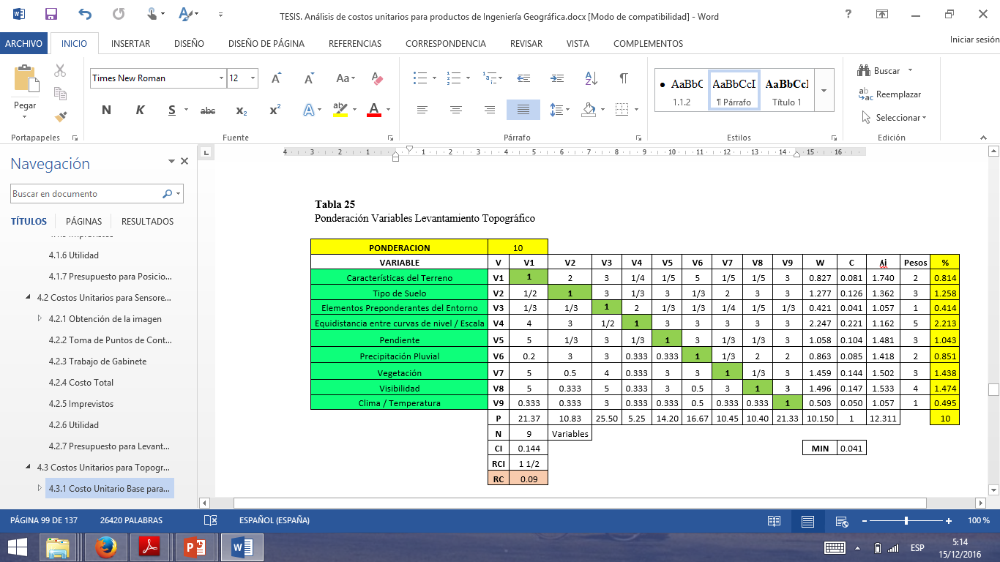 TESIS. Análisis de costos unitarios para productos de Ingeniería Geográfica.docx [Modo de compatibilidad] - Word
ARCHIVO INICIO INSERTAR DISEÑO DISEÑO DE PÁGINA REFERENCIAS CORRESPONDENCIA REVISAR VISTA COMPLEMENTOS Iniciar sesión
Pegar
Times New Roman 12
N K S abc x₂ x²
AaBbC AaBbCcI AaBbCcI
1.1.2 ¶ Párrafo Título 1
Buscar
Reemplazar
Seleccionar
Portapapeles Fuente Párrafo Estilos Edición
Navegación
Buscar en documento
TÍTULOS PÁGINAS RESULTADOS
4.1.6 Utilidad
4.1.7 Presupuesto para Posicio...
4.2 Costos Unitarios para Sensore...
4.2.1 Obtención de la imagen
4.2.2 Toma de Puntos de Cont...
4.2.3 Trabajo de Gabinete
4.2.4 Costo Total
4.2.5 Imprevistos
4.2.6 Utilidad
4.2.7 Presupuesto para Levant...
4.3 Costos Unitarios para Topogr...
4.3.1 Costo Unitario Base para...
4 3 2 1 1 2 3 4 5 6 7 8 9 10 11 12 13 14 15 16
Tabla 25
Ponderación Variables Levantamiento Topográfico
PONDERACION 10
VARIABLE V V1 V2 V3 V4 V5 V6 V7 V8 V9 W C λi Pesos %
Características del Terreno V1 1 2 3 1/4 1/5 5 1/5 1/5 3 0.827 0.081 1.740 2 0.814
Tipo de Suelo V2 1/2 1 3 1/3 3 1/3 2 3 3 1.277 0.126 1.362 3 1.258
Elementos Preponderantes del Entorno V3 1/3 1/3 1 2 1/3 1/3 1/4 1/5 1/3 0.421 0.041 1.057 1 0.414
Equidistancia entre curvas de nivel / Escala V4 4 3 1/2 1 3 3 3 3 3 2.247 0.221 1.162 5 2.213
Pendiente V5 5 1/3 3 1/3 1 3 1/3 1/3 3 1.058 0.104 1.481 3 1.043
Precipitación Pluvial V6 0.2 3 3 0.333 0.333 1 1/3 2 2 0.863 0.085 1.418 2 0.851
Vegetación V7 5 0.5 4 0.333 3 3 1 1/3 3 1.459 0.144 1.502 3 1.438
Visibilidad V8 5 0.333 5 0.333 3 0.5 3 1 3 1.496 0.147 1.533 4 1.474
Clima / Temperatura V9 0.333 0.333 3 0.333 0.333 0.5 0.333 0.333 1 0.503 0.050 1.057 1 0.495
P 21.37 10.83 25.50 5.25 14.20 16.67 10.45 10.40 21.33 10.150 1 12.311 10
N 9 Variables
CI 0.144 MIN 0.041
RCI 1 1/2
RC 0.09
PÁGINA 99 DE 137 26420 PALABRAS ESPAÑOL (ESPAÑA) 100 %
ESP
5:14
15/12/2016